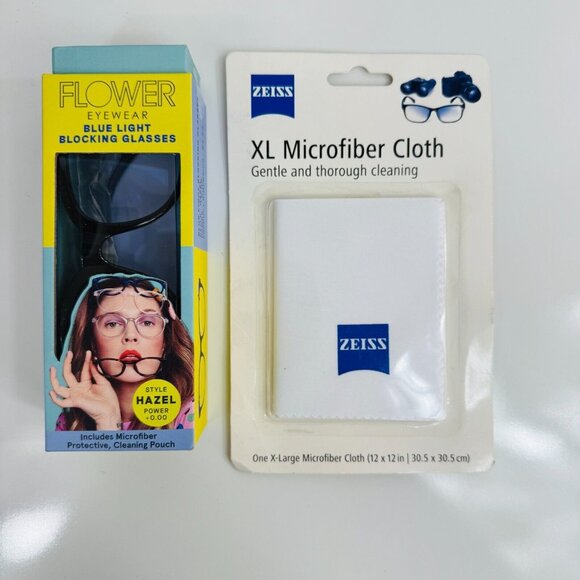 FLOWER
EYEWEAR
BLUE LIGHT
BLOCKING GLASSES
STYLE
HAZEL
POWER
+0.00
Includes Microfiber
Protective, Cleaning Pouch
ZEISS
XL Microfiber Cloth
Gentle and thorough cleaning
ZEISS
One X-Large Microfiber Cloth (12 x 12 in | 30.5 x 30.5 cm)